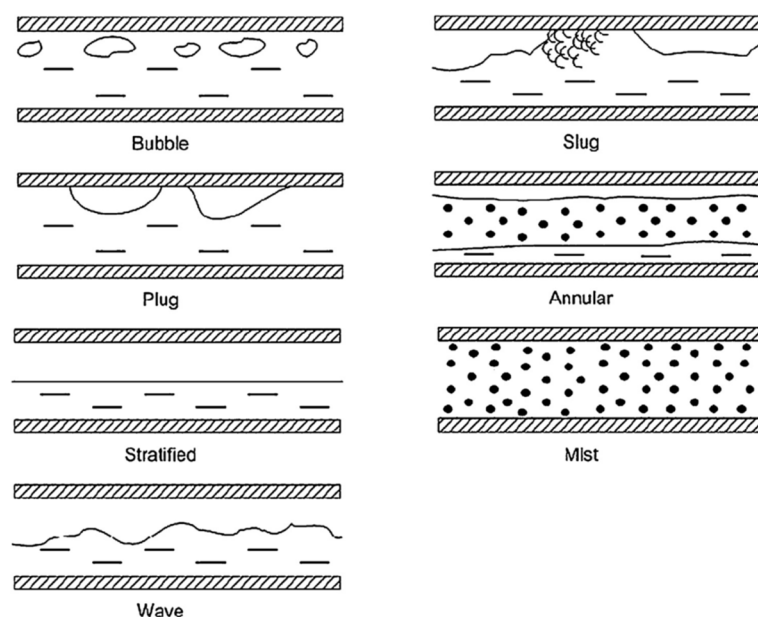 Bubble
Slug
Plug
Annular
Stratified
Mist
Wave